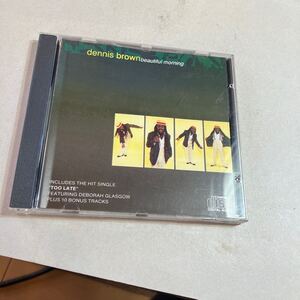 dennis brown beautiful morning
INCLUDES THE HIT SINGLE
"TOO LATE"
FEATURING DEBORAH GLASGOW
PLUS 10 BONUS TRACKS